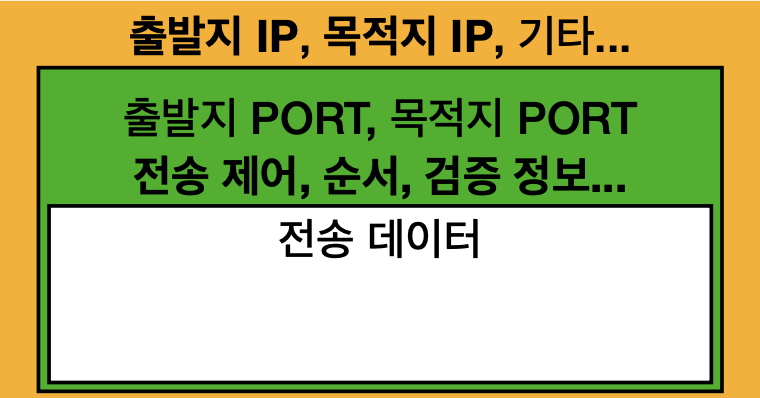 출발지 IP, 목적지 IP, 기타...
출발지 PORT, 목적지 PORT
전송 제어, 순서, 검증 정보...
전송 데이터